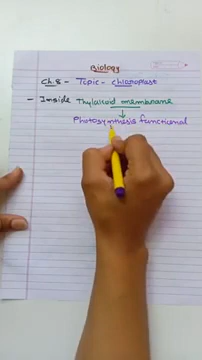 Biology
Ch.8 - Topic - chloroplast
- Inside Thylakoid membrane
↓
Photosynthesis functional